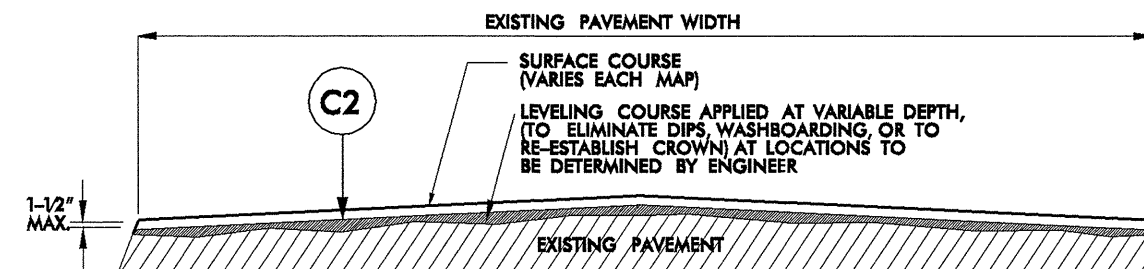 EXISTING PAVEMENT WIDTH
SURFACE COURSE
(VARIES EACH MAP)
C2
LEVELING COURSE APPLIED AT VARIABLE DEPTH,
(TO ELIMINATE DIPS, WASHBOARDING, OR TO
RE-ESTABLISH CROWN) AT LOCATIONS TO
BE DETERMINED BY ENGINEER
1-1/2"
MAX.
EXISTING PAVEMENT